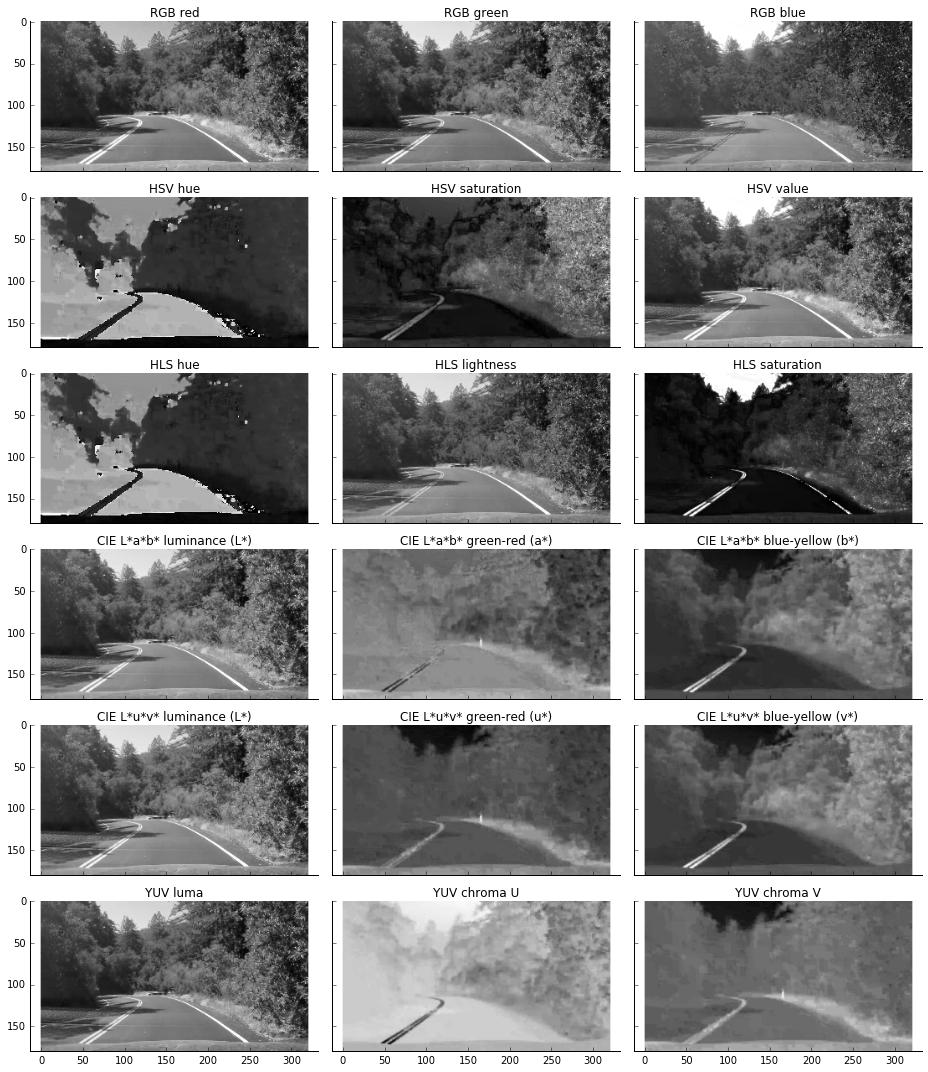 RGB red
RGB green
RGB blue
0
50
100
150
HSV hue
HSV saturation
HSV value
0
50
100
150
HLS hue
HLS lightness
HLS saturation
0
50
100
150
CIE L*a*b* luminance (L*)
CIE L*a*b* green-red (a*)
CIE L*a*b* blue-yellow (b*)
0
50
100
150
CIE L*u*v* luminance (L*)
CIE L*u*v* green-red (u*)
CIE L*u*v* blue-yellow (v*)
0
50
100
150
YUV luma
YUV chroma U
YUV chroma V
0
50
100
150
0 50 100 150 200 250 300
0 50 100 150 200 250 300
0 50 100 150 200 250 300